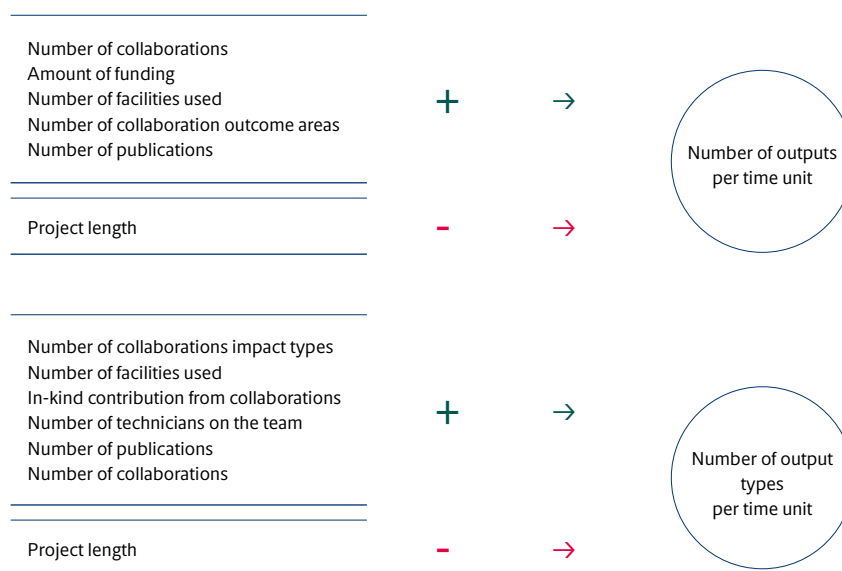 Number of collaborations
Amount of funding
Number of facilities used
Number of collaboration outcome areas
Number of publications
+ →
Number of outputs
per time unit
Project length
- →
Number of collaborations impact types
Number of facilities used
In-kind contribution from collaborations
Number of technicians on the team
Number of publications
Number of collaborations
+ →
Number of output
types
per time unit
Project length
- →